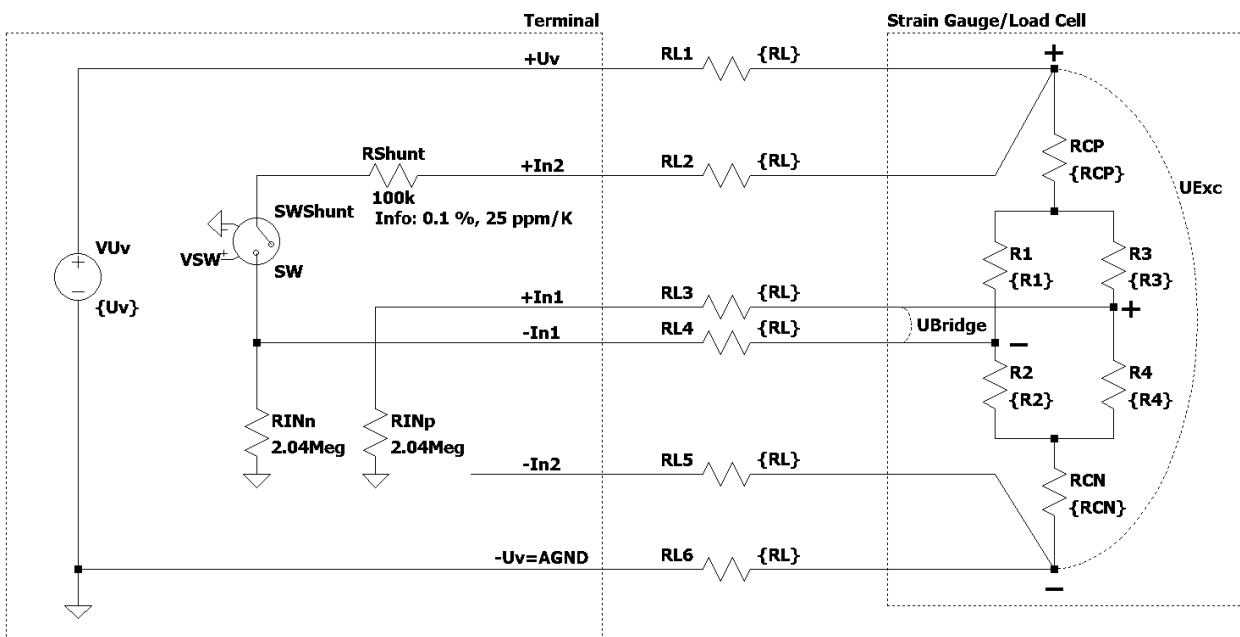 Terminal
Strain Gauge/Load Cell
+Uv
RL1
{RL}
+
RShunt
+In2
RL2
{RL}
RCP
{RCP}
UExc
100k
Info: 0.1 %, 25 ppm/K
SWShunt
VSW
+
SW
VUv
+
−
{Uv}
R1
{R1}
R3
{R3}
+In1
RL3
{RL}
+
-In1
RL4
{RL}
UBridge
−
R2
{R2}
R4
{R4}
RINn
2.04Meg
RINp
2.04Meg
-In2
RL5
{RL}
RCN
{RCN}
-Uv=AGND
RL6
{RL}
−